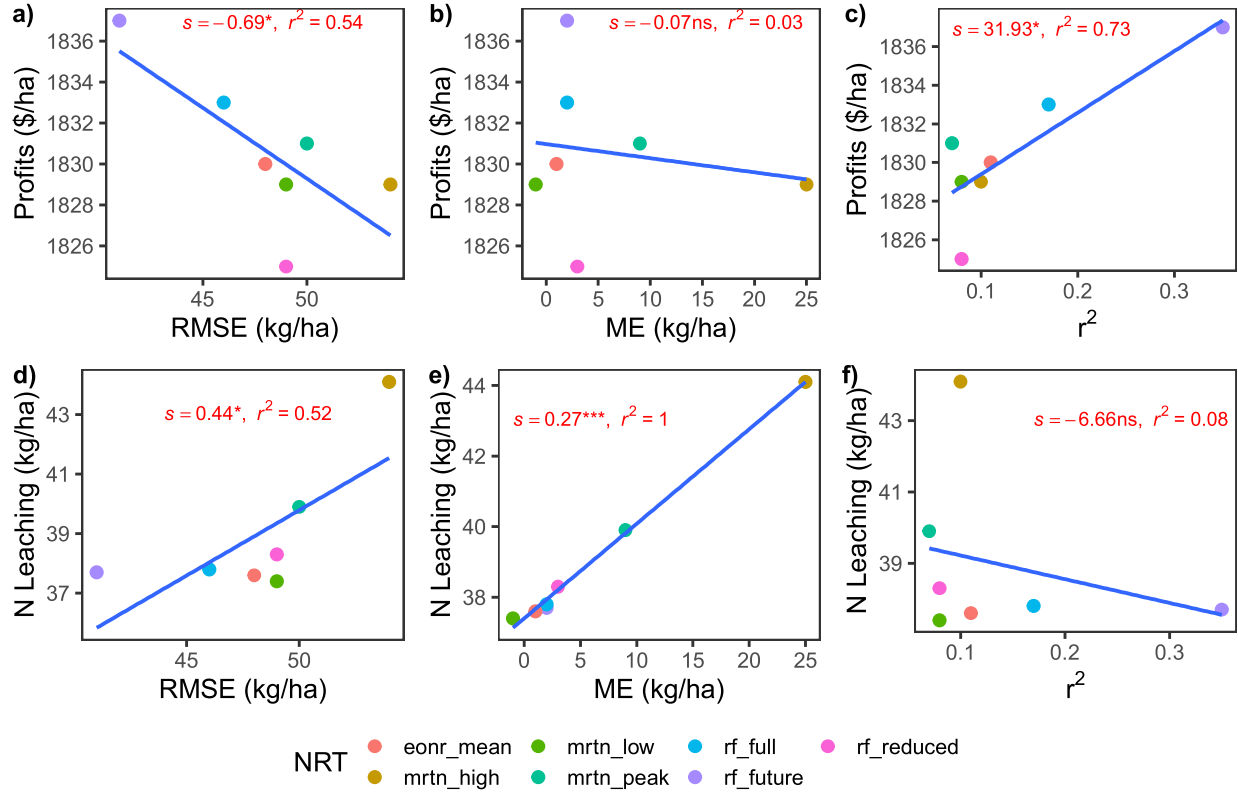 a)
s = −0.69*, r² = 0.54
Profits ($/ha)
1836
1834
1832
1830
1828
1826
45
50
RMSE (kg/ha)
b)
s = −0.07ns, r² = 0.03
Profits ($/ha)
1836
1834
1832
1830
1828
1826
0
5
10
15
20
25
ME (kg/ha)
c)
s = 31.93*, r² = 0.73
Profits ($/ha)
1836
1834
1832
1830
1828
1826
0.1
0.2
0.3
r²
d)
s = 0.44*, r² = 0.52
N Leaching (kg/ha)
43
41
39
37
45
50
RMSE (kg/ha)
e)
s = 0.27***, r² = 1
N Leaching (kg/ha)
44
42
40
38
0
5
10
15
20
25
ME (kg/ha)
f)
s = −6.66ns, r² = 0.08
N Leaching (kg/ha)
43
41
39
0.1
0.2
0.3
r²
NRT
eonr_mean
mrtn_low
rf_full
rf_reduced
mrtn_high
mrtn_peak
rf_future